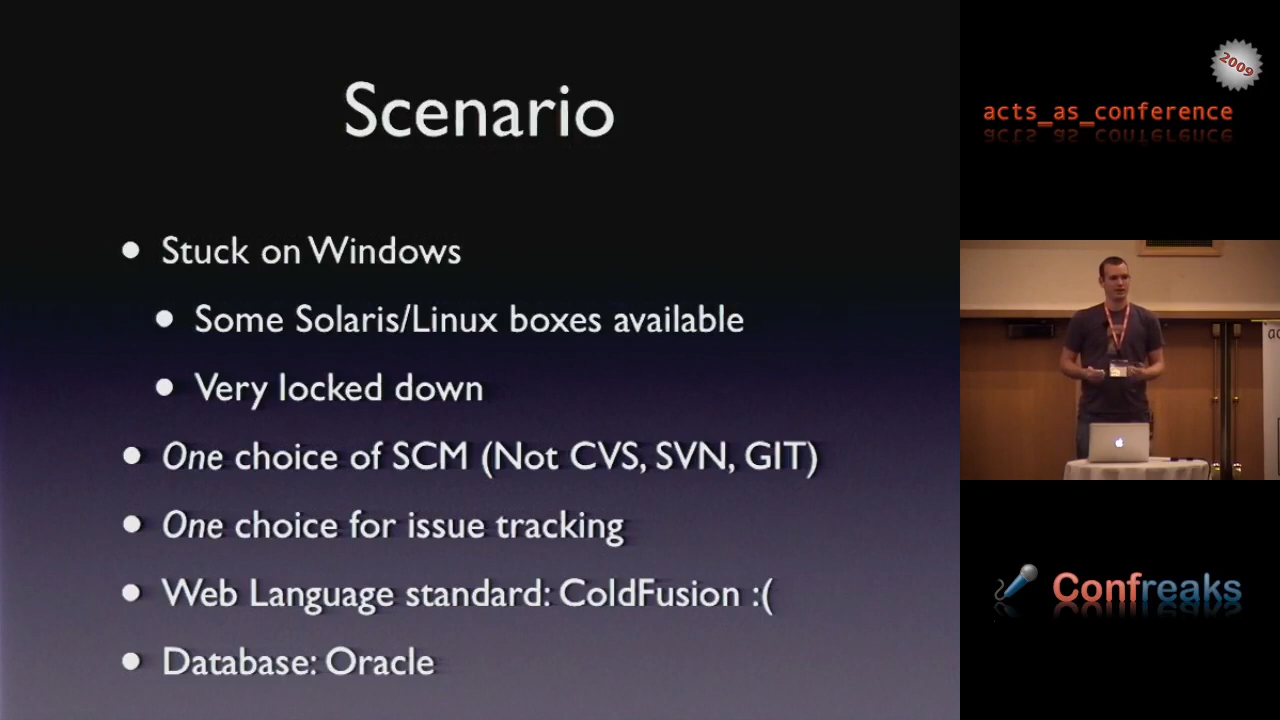 Scenario
Stuck on Windows
Some Solaris/Linux boxes available
Very locked down
One choice of SCM (Not CVS, SVN, GIT)
One choice for issue tracking
Web Language standard: ColdFusion :(
Database: Oracle
2009
acts_as_conference
Confreaks